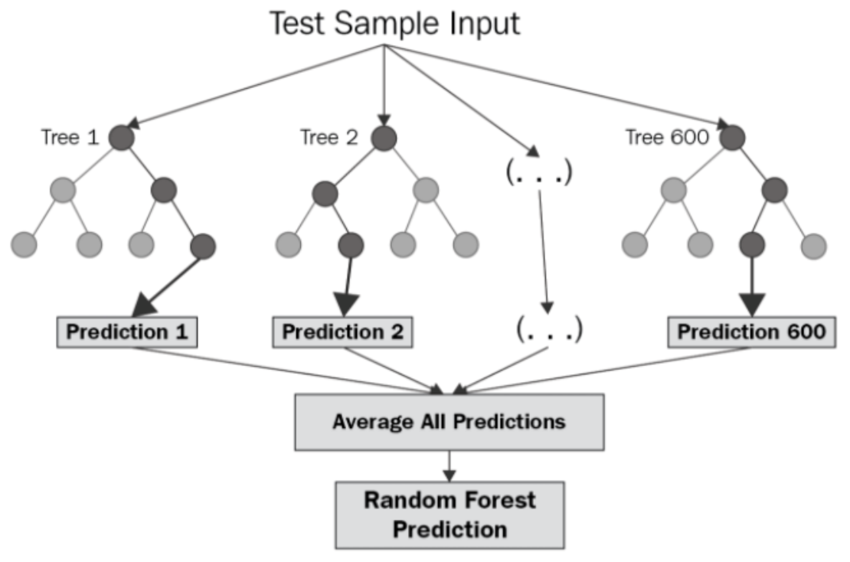 Test Sample Input
Tree 1
Tree 2
(. . .)
Tree 600
Prediction 1
Prediction 2
(. . .)
Prediction 600
Average All Predictions
Random Forest
Prediction